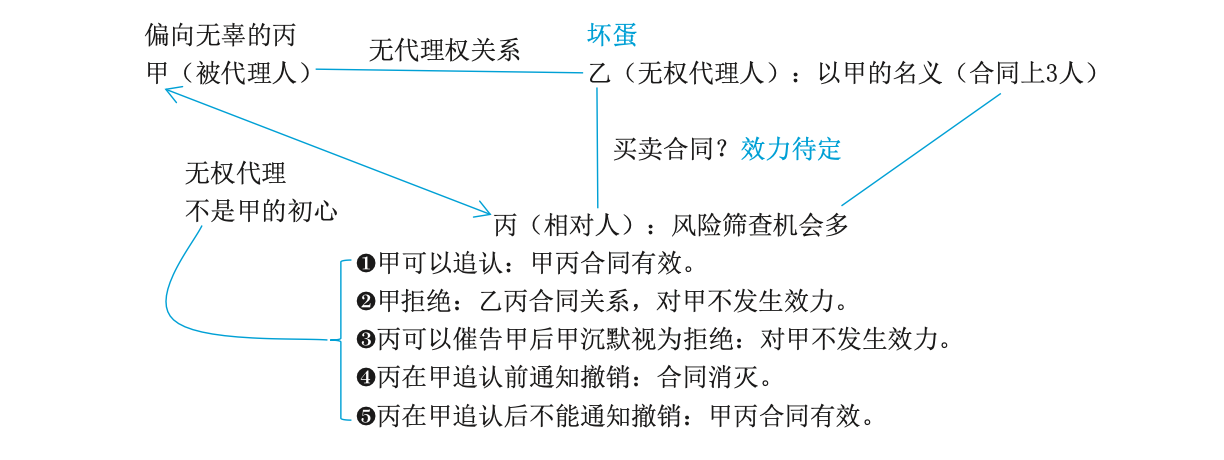 偏向无辜的丙
坏蛋
甲（被代理人）
无代理权关系
乙（无权代理人）：以甲的名义（合同上3人）
买卖合同？效力待定
无权代理
不是甲的初心
丙（相对人）：风险筛查机会多
❶甲可以追认：甲丙合同有效。
❷甲拒绝：乙丙合同关系，对甲不发生效力。
❸丙可以催告甲后甲沉默视为拒绝：对甲不发生效力。
❹丙在甲追认前通知撤销：合同消灭。
❺丙在甲追认后不能通知撤销：甲丙合同有效。